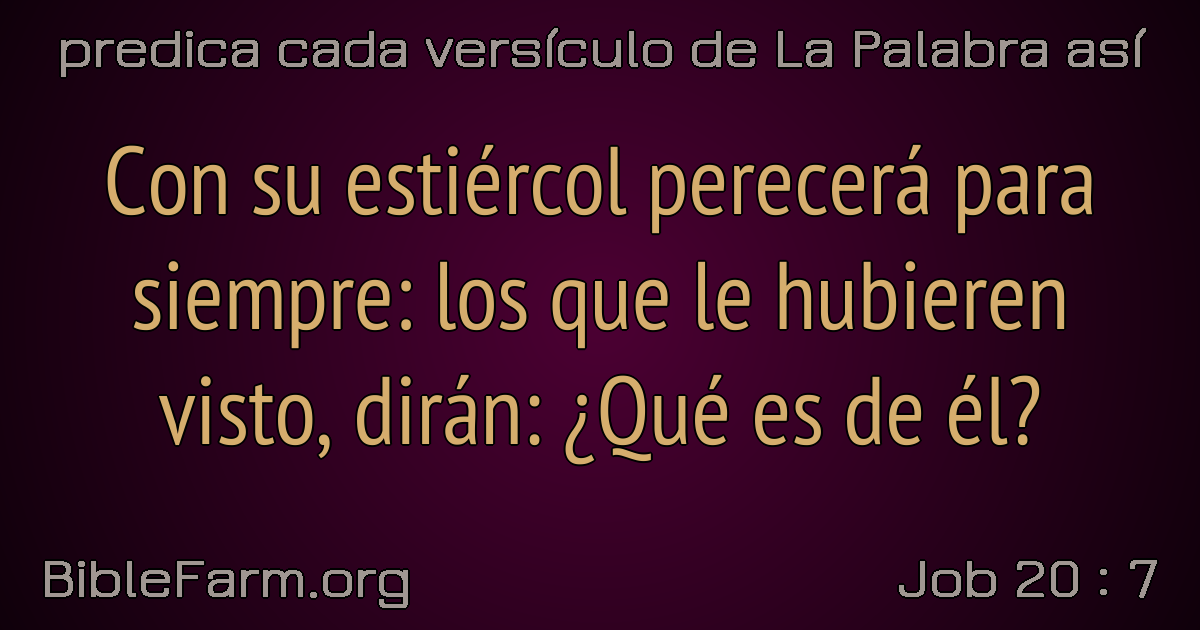 predica cada versículo de La Palabra así
Con su estiércol perecerá para
siempre: los que le hubieren
visto, dirán: ¿Qué es de él?
BibleFarm.org
Job 20 : 7